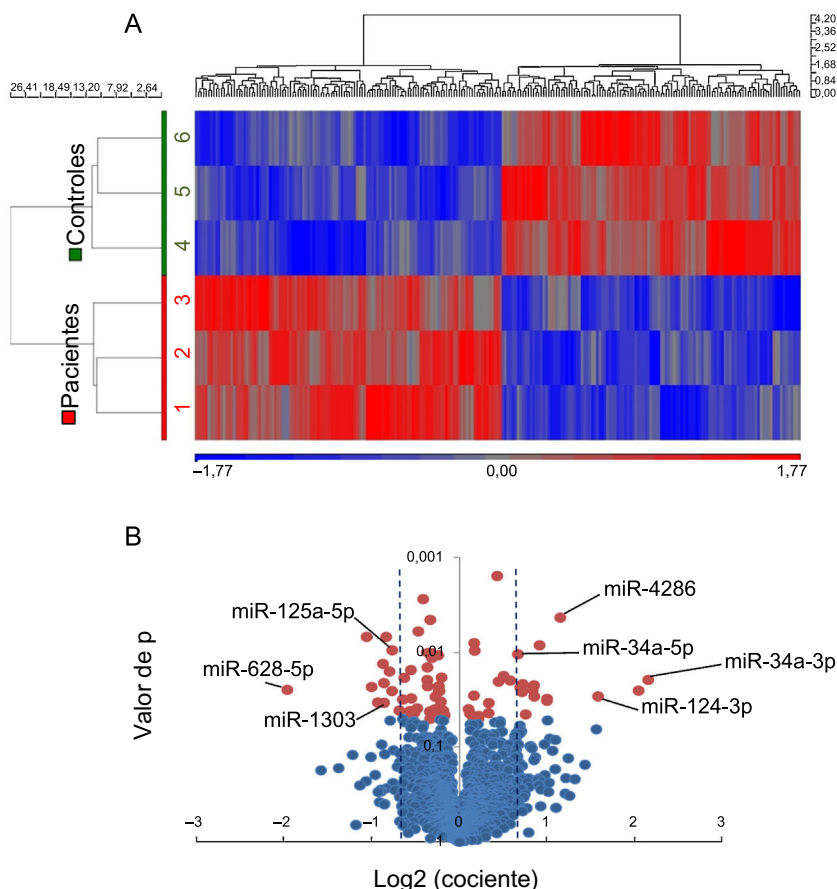 A
4,20
3,36
2,52
1,68
0,84
0,00
26,41 18,49 13,20 7,92 2,64
Controles
6
5
4
Pacientes
3
2
1
–1,77 0,00 1,77
B
Valor de p
0,001
0,01
0,1
1
miR-125a-5p
miR-628-5p
miR-1303
miR-4286
miR-34a-5p
miR-34a-3p
miR-124-3p
–3 –2 –1 0 1 2 3
Log2 (cociente)